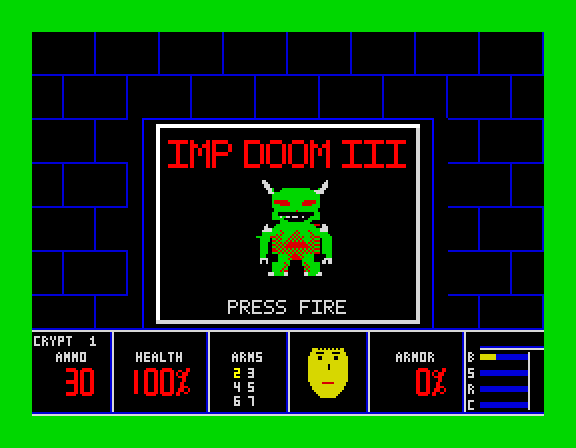 IMP DOOM III
PRESS FIRE
CRYPT 1
AMMO HEALTH ARMS ARMOR B
2 3 S
30 100% 4 5 0% R
6 7 C